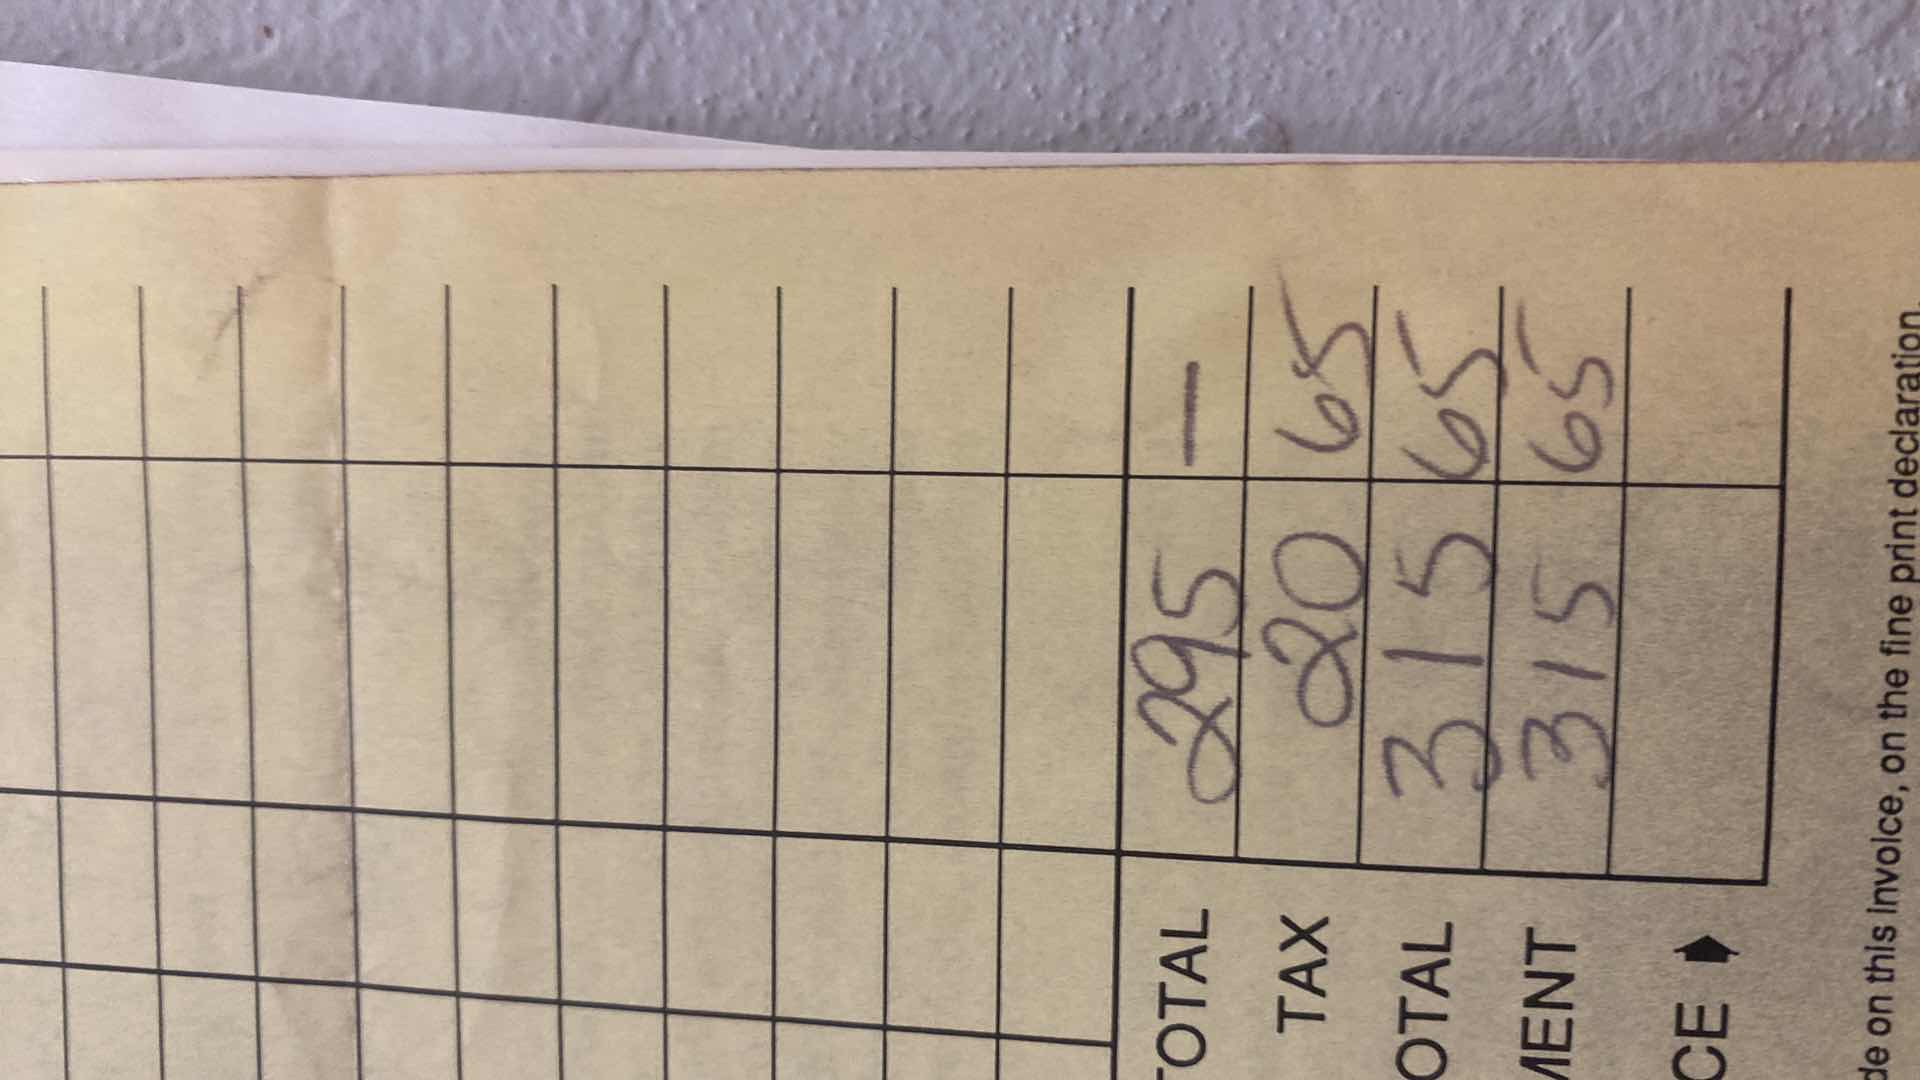 TOTAL 295 —
TAX 20 65
OTAL 315 65
MENT 315 65
CE
de on this invoice, on the fine print declaration